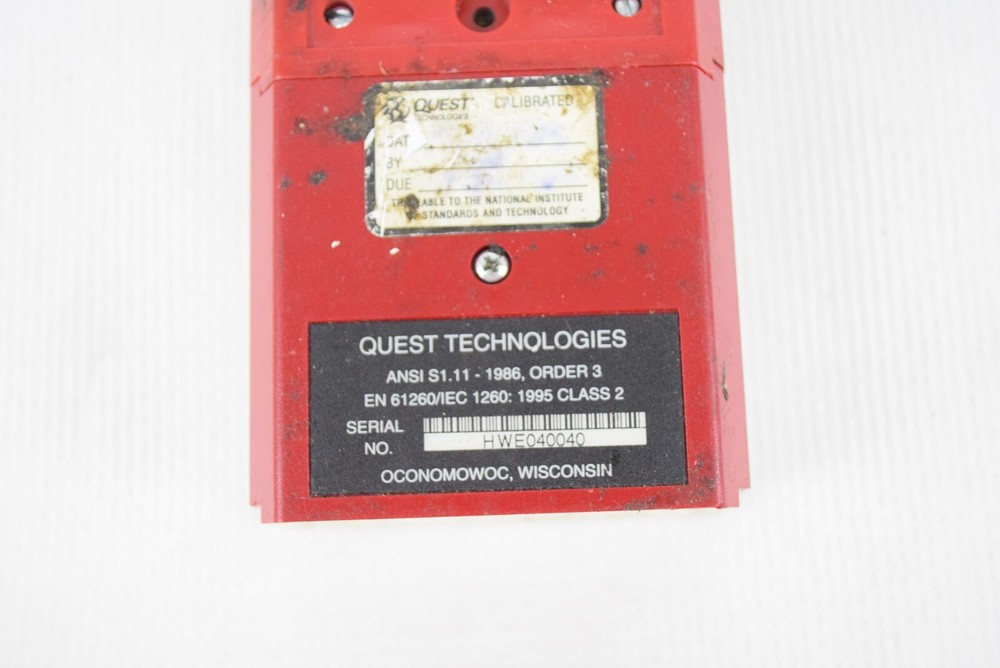 QUEST CALIBRATED
TECHNOLOGIES
DAT
BY
DUE
TRACEABLE TO THE NATIONAL INSTITUTE
STANDARDS AND TECHNOLOGY
QUEST TECHNOLOGIES
ANSI S1.11 - 1986, ORDER 3
EN 61260/IEC 1260: 1995 CLASS 2
SERIAL
NO.
HWE040040
OCONOMOWOC, WISCONSIN